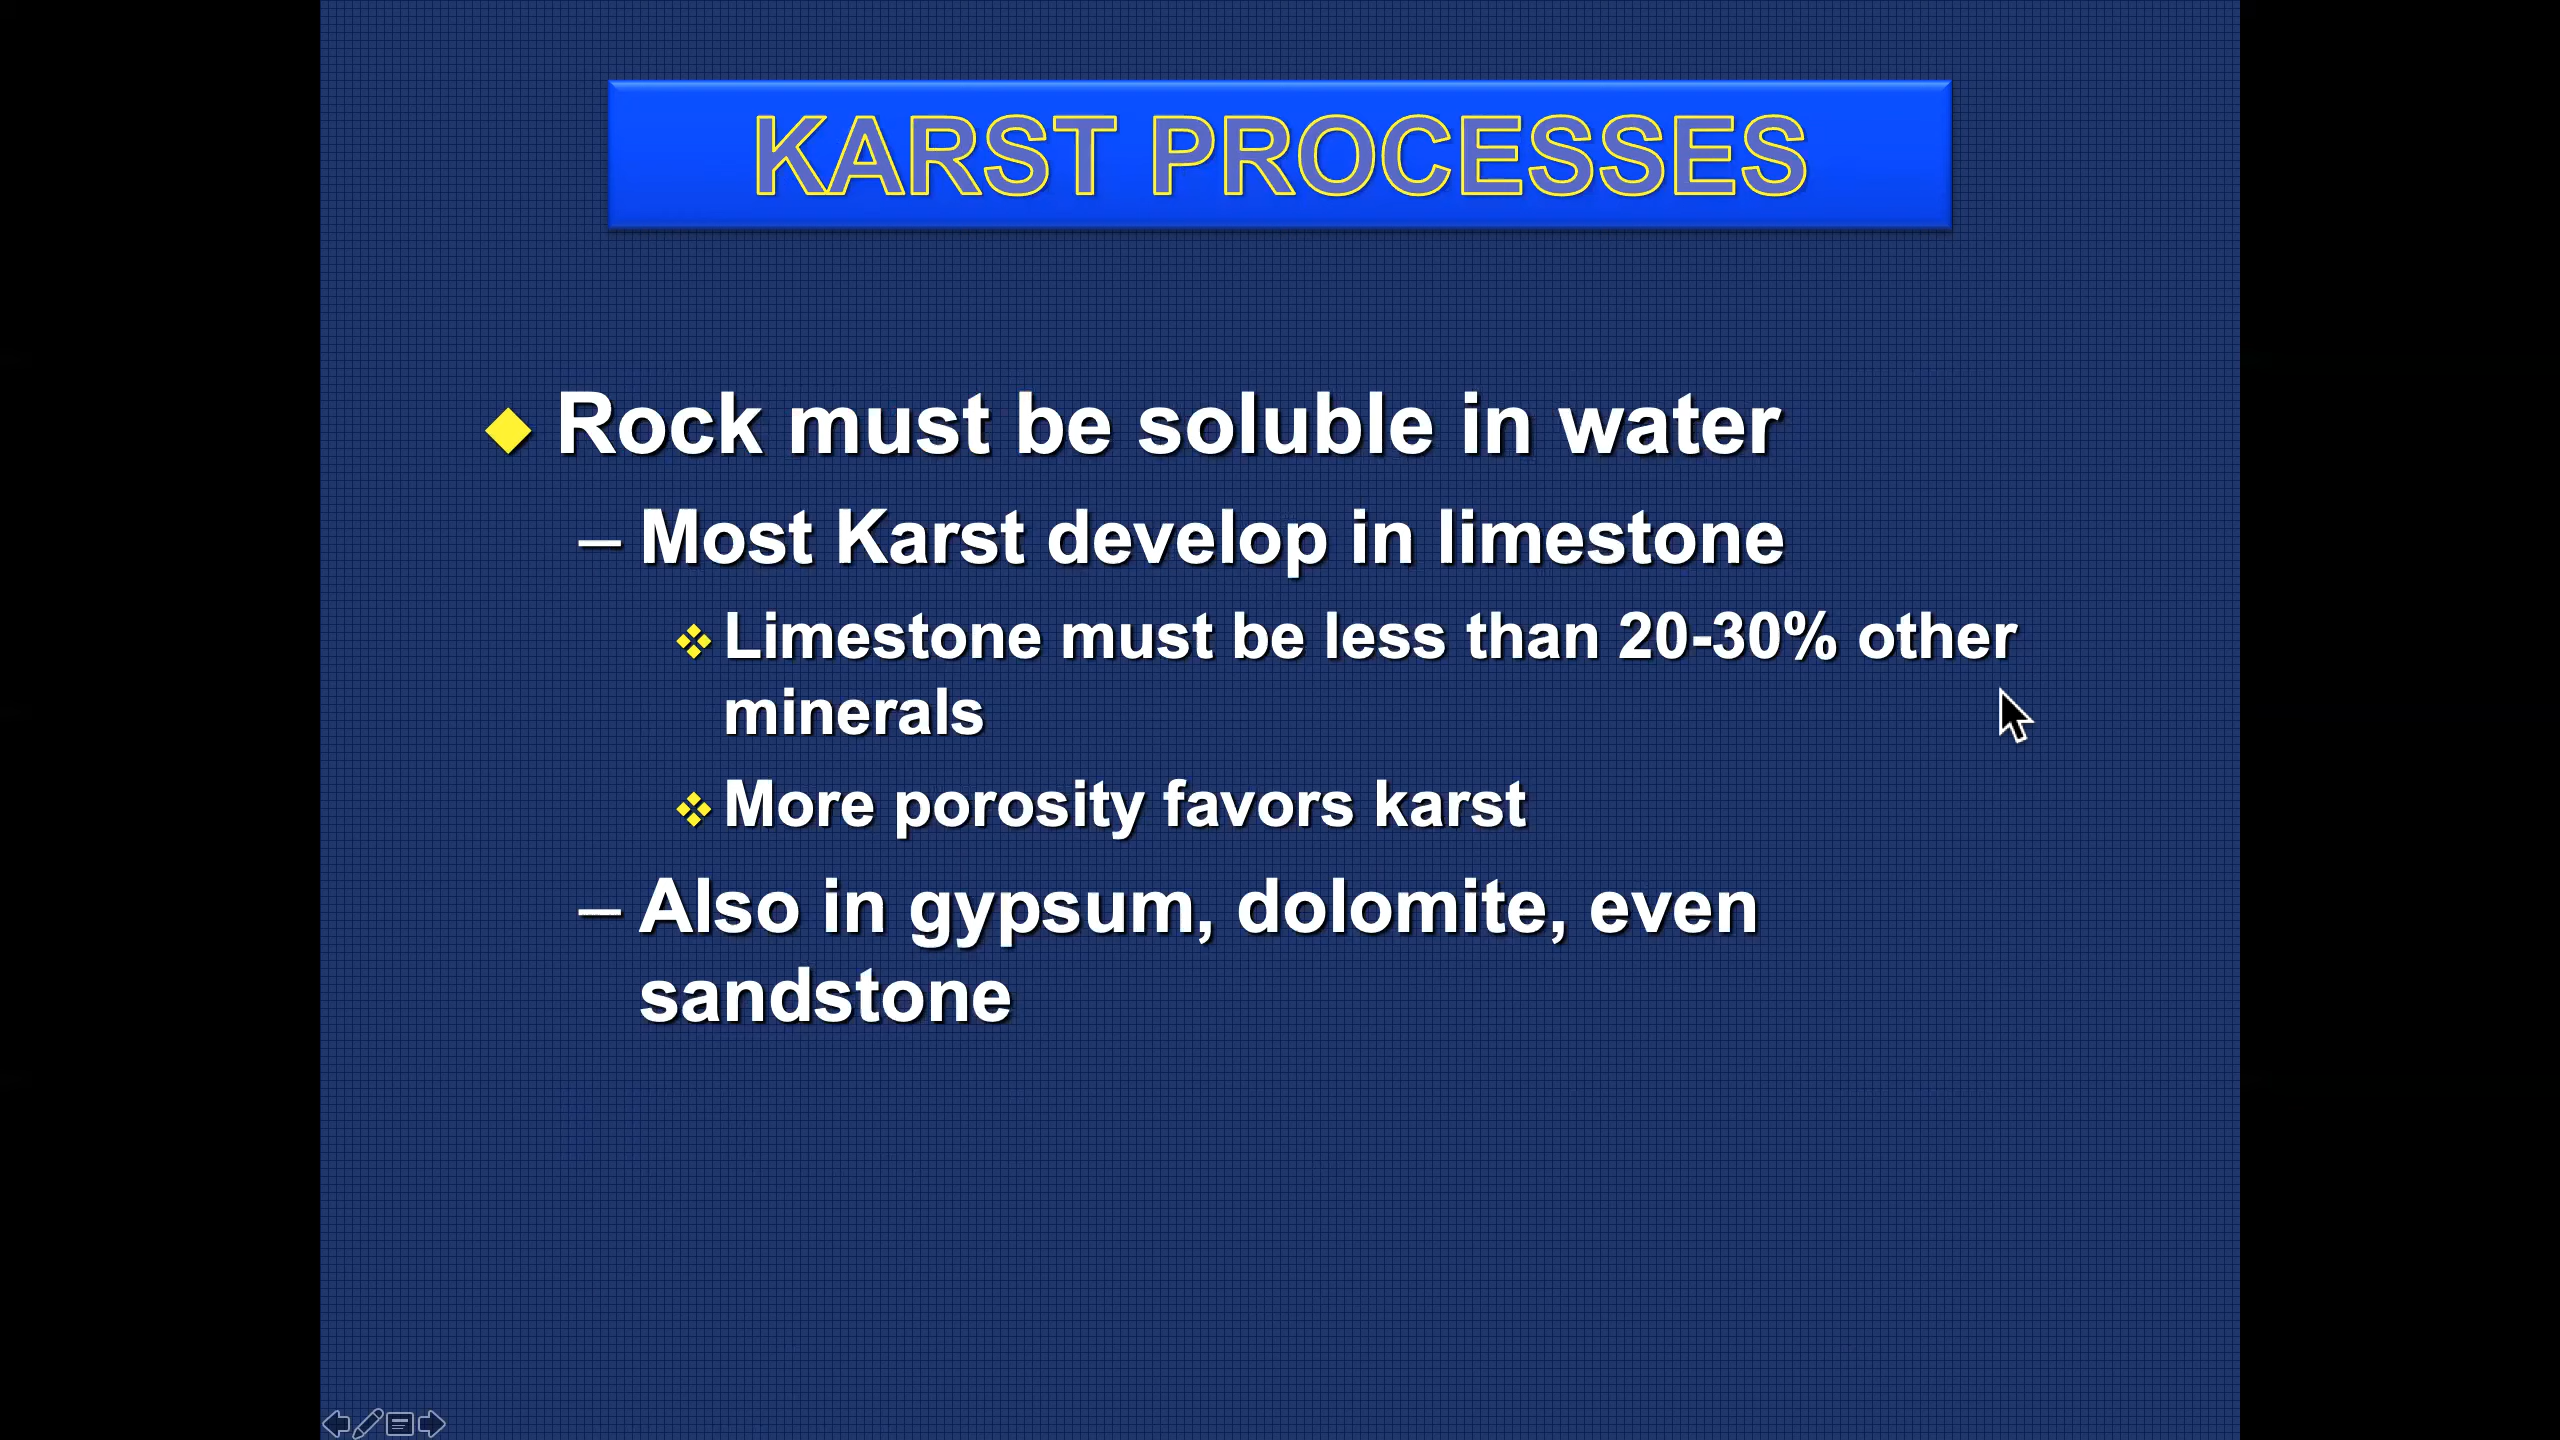 KARST PROCESSES
Rock must be soluble in water
– Most Karst develop in limestone
Limestone must be less than 20-30% other
minerals
More porosity favors karst
– Also in gypsum, dolomite, even
sandstone